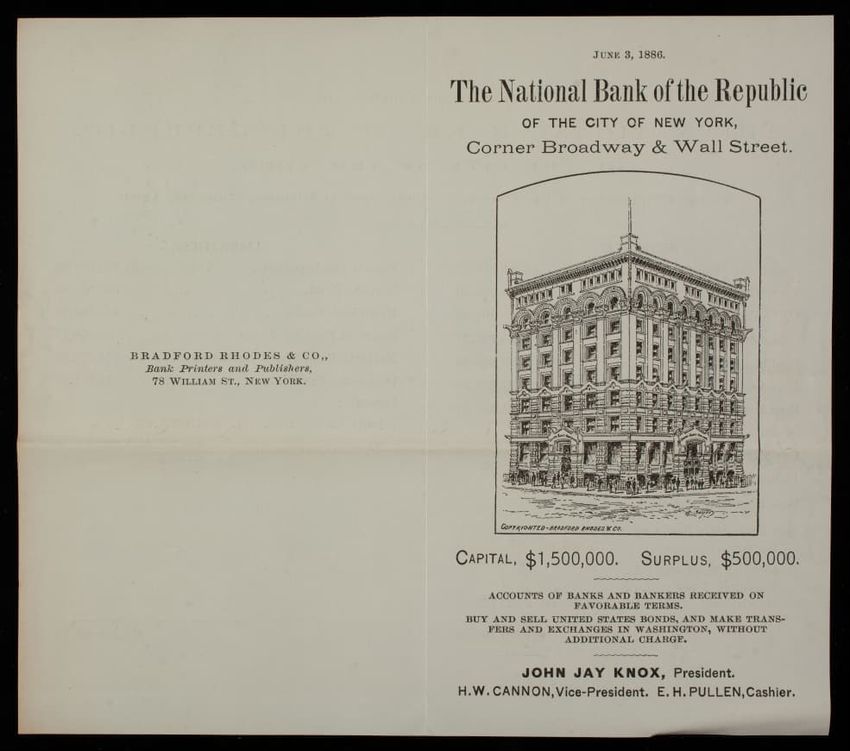 BRADFORD RHODES & CO.,
Bank Printers and Publishers,
78 WILLIAM ST., NEW YORK.
JUNE 3, 1886.
The National Bank of the Republic
OF THE CITY OF NEW YORK,
Corner Broadway & Wall Street.
COPYRIGHTED-BRADFORD RHODES & CO.
CAPITAL, $1,500,000. SURPLUS, $500,000.
ACCOUNTS OF BANKS AND BANKERS RECEIVED ON
FAVORABLE TERMS.
BUY AND SELL UNITED STATES BONDS, AND MAKE TRANS-
FERS AND EXCHANGES IN WASHINGTON, WITHOUT
ADDITIONAL CHARGE.
JOHN JAY KNOX, President.
H. W. CANNON, Vice-President. E. H. PULLEN, Cashier.